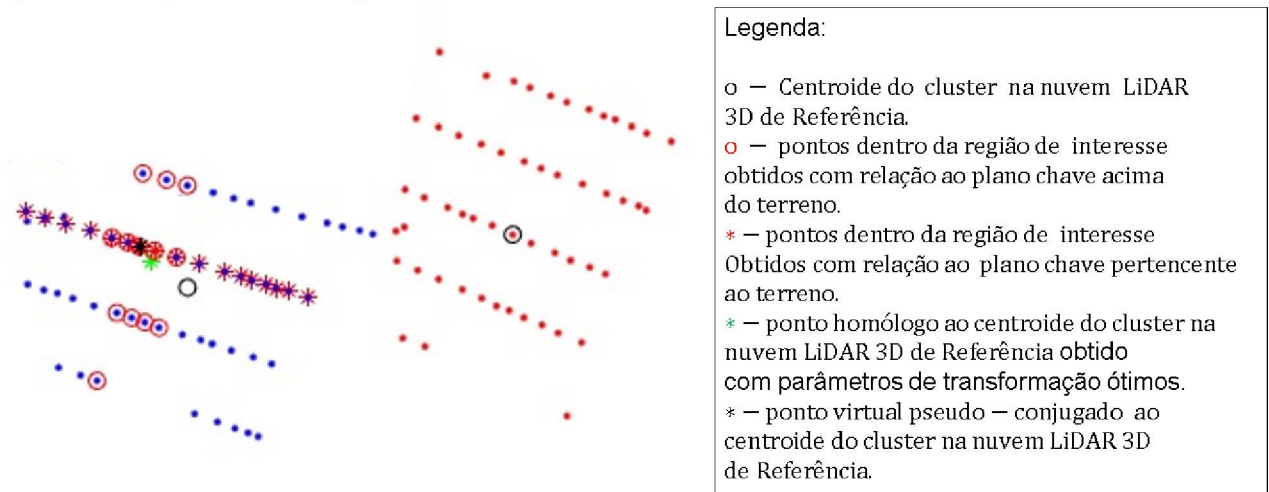 Legenda:
o − Centroide do cluster na nuvem LiDAR
3D de Referência.
o − pontos dentro da região de interesse
obtidos com relação ao plano chave acima
do terreno.
* − pontos dentro da região de interesse
Obtidos com relação ao plano chave pertencente
ao terreno.
* − ponto homólogo ao centroide do cluster na
nuvem LiDAR 3D de Referência obtido
com parâmetros de transformação ótimos.
* − ponto virtual pseudo − conjugado ao
centroide do cluster na nuvem LiDAR 3D
de Referência.